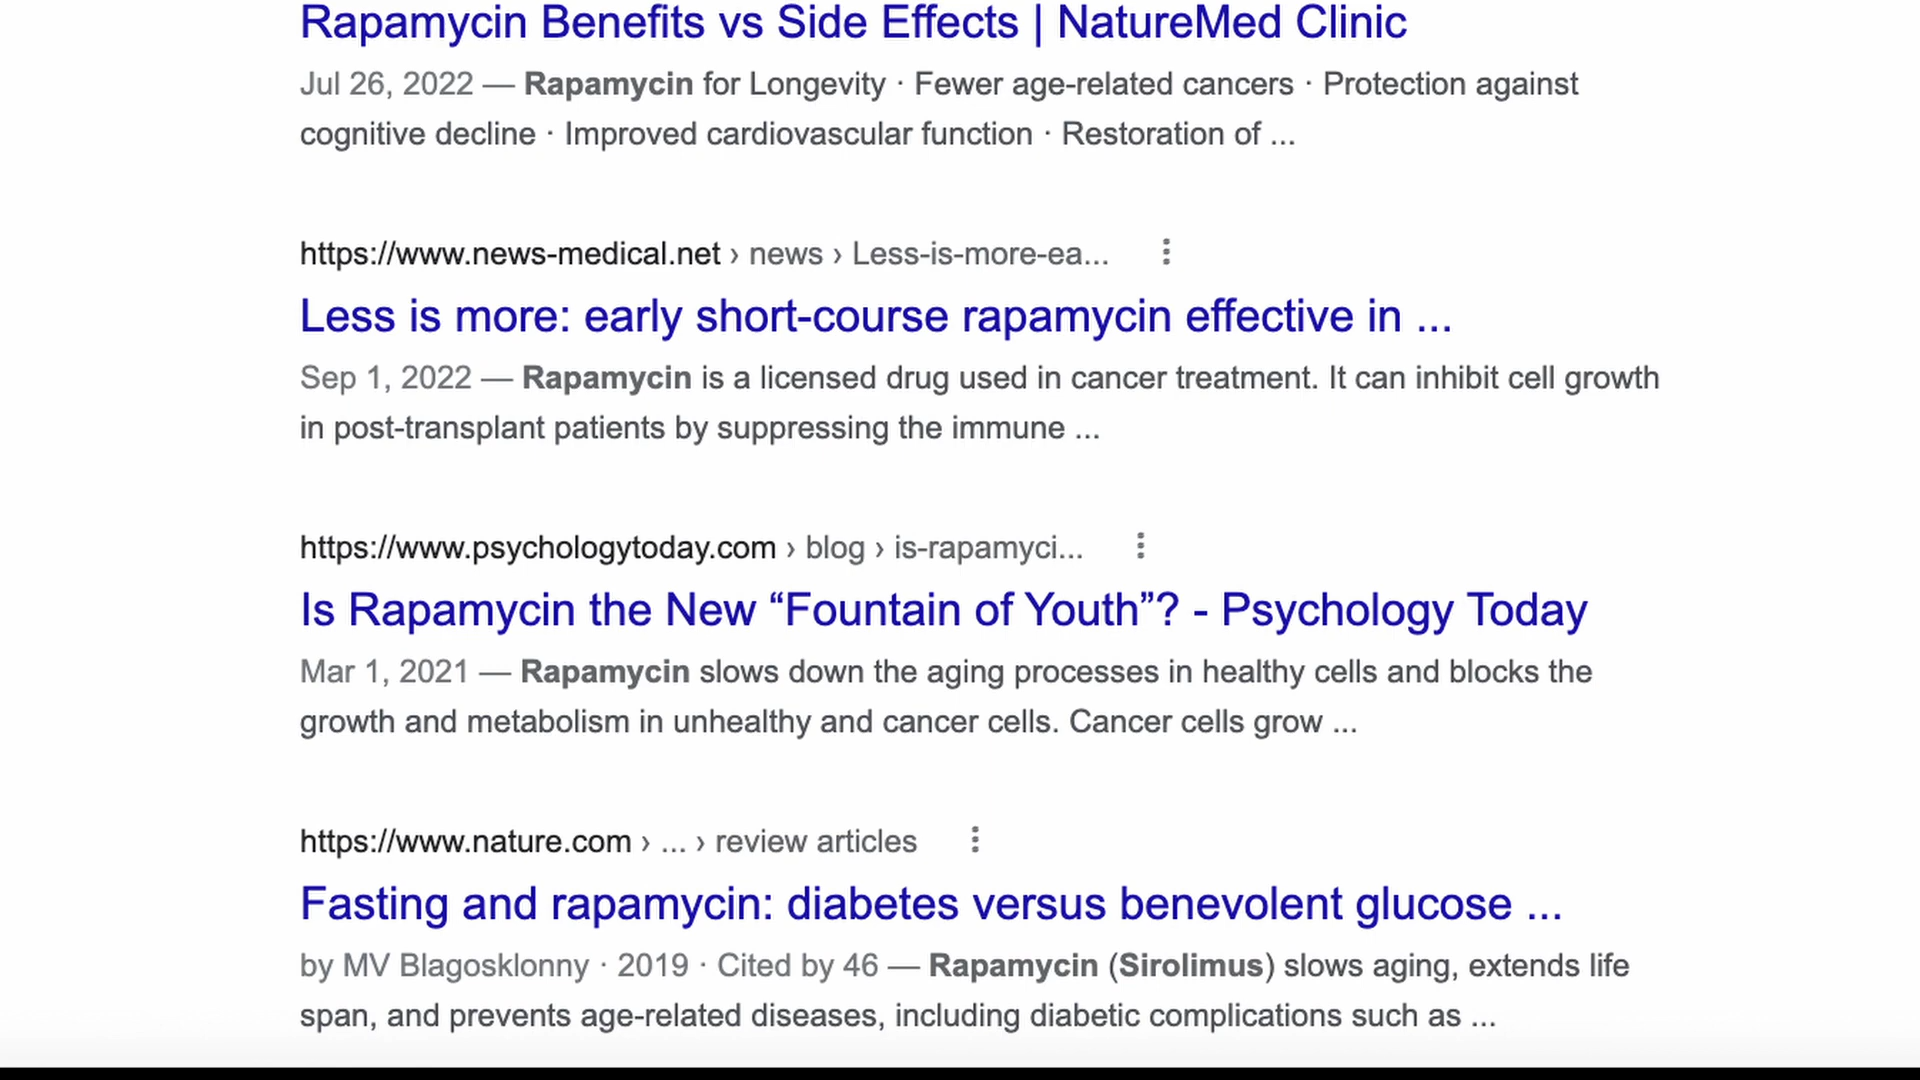 Rapamycin Benefits vs Side Effects | NatureMed Clinic
Jul 26, 2022 — Rapamycin for Longevity · Fewer age-related cancers · Protection against
cognitive decline · Improved cardiovascular function · Restoration of ...
https://www.news-medical.net › news › Less-is-more-ea...
Less is more: early short-course rapamycin effective in ...
Sep 1, 2022 — Rapamycin is a licensed drug used in cancer treatment. It can inhibit cell growth
in post-transplant patients by suppressing the immune ...
https://www.psychologytoday.com › blog › is-rapamyci...
Is Rapamycin the New “Fountain of Youth”? - Psychology Today
Mar 1, 2021 — Rapamycin slows down the aging processes in healthy cells and blocks the
growth and metabolism in unhealthy and cancer cells. Cancer cells grow ...
https://www.nature.com › ... › review articles
Fasting and rapamycin: diabetes versus benevolent glucose ...
by MV Blagosklonny · 2019 · Cited by 46 — Rapamycin (Sirolimus) slows aging, extends life
span, and prevents age-related diseases, including diabetic complications such as ...